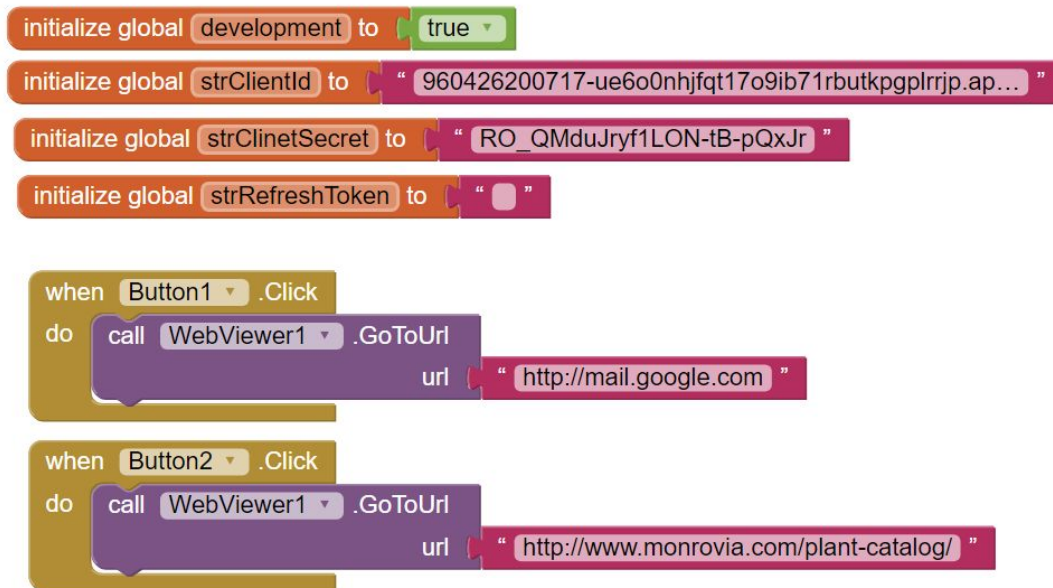 initialize global development to true
initialize global strClientId to “ 960426200717-ue6o0nhjfqt17o9ib71rbutkpgplrrjp.ap... ”
initialize global strClinetSecret to “ RO_QMduJryf1LON-tB-pQxJr ”
initialize global strRefreshToken to “ ”
when Button1 .Click
do call WebViewer1 .GoToUrl
url “ http://mail.google.com ”
when Button2 .Click
do call WebViewer1 .GoToUrl
url “ http://www.monrovia.com/plant-catalog/ ”